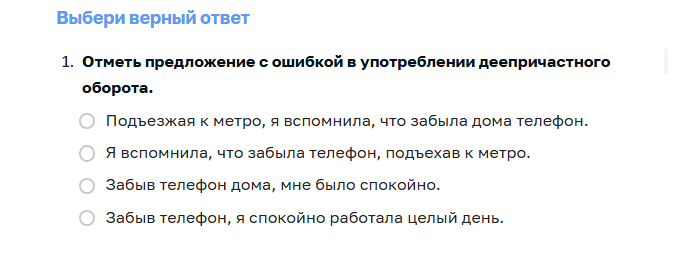 Выбери верный ответ
1. Отметь предложение с ошибкой в употреблении деепричастного
оборота.
Подъезжая к метро, я вспомнила, что забыла дома телефон.
Я вспомнила, что забыла телефон, подъехав к метро.
Забыв телефон дома, мне было спокойно.
Забыв телефон, я спокойно работала целый день.